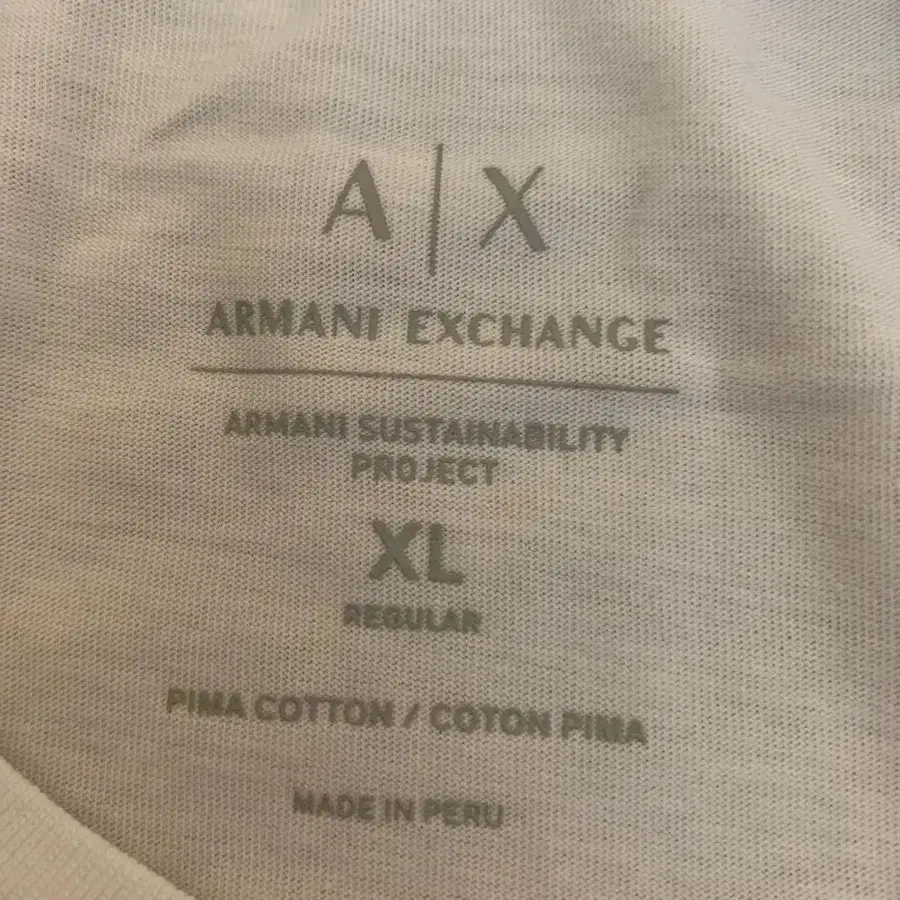 A|X
ARMANI EXCHANGE
ARMANI SUSTAINABILITY
PROJECT
XL
REGULAR
PIMA COTTON / COTON PIMA
MADE IN PERU